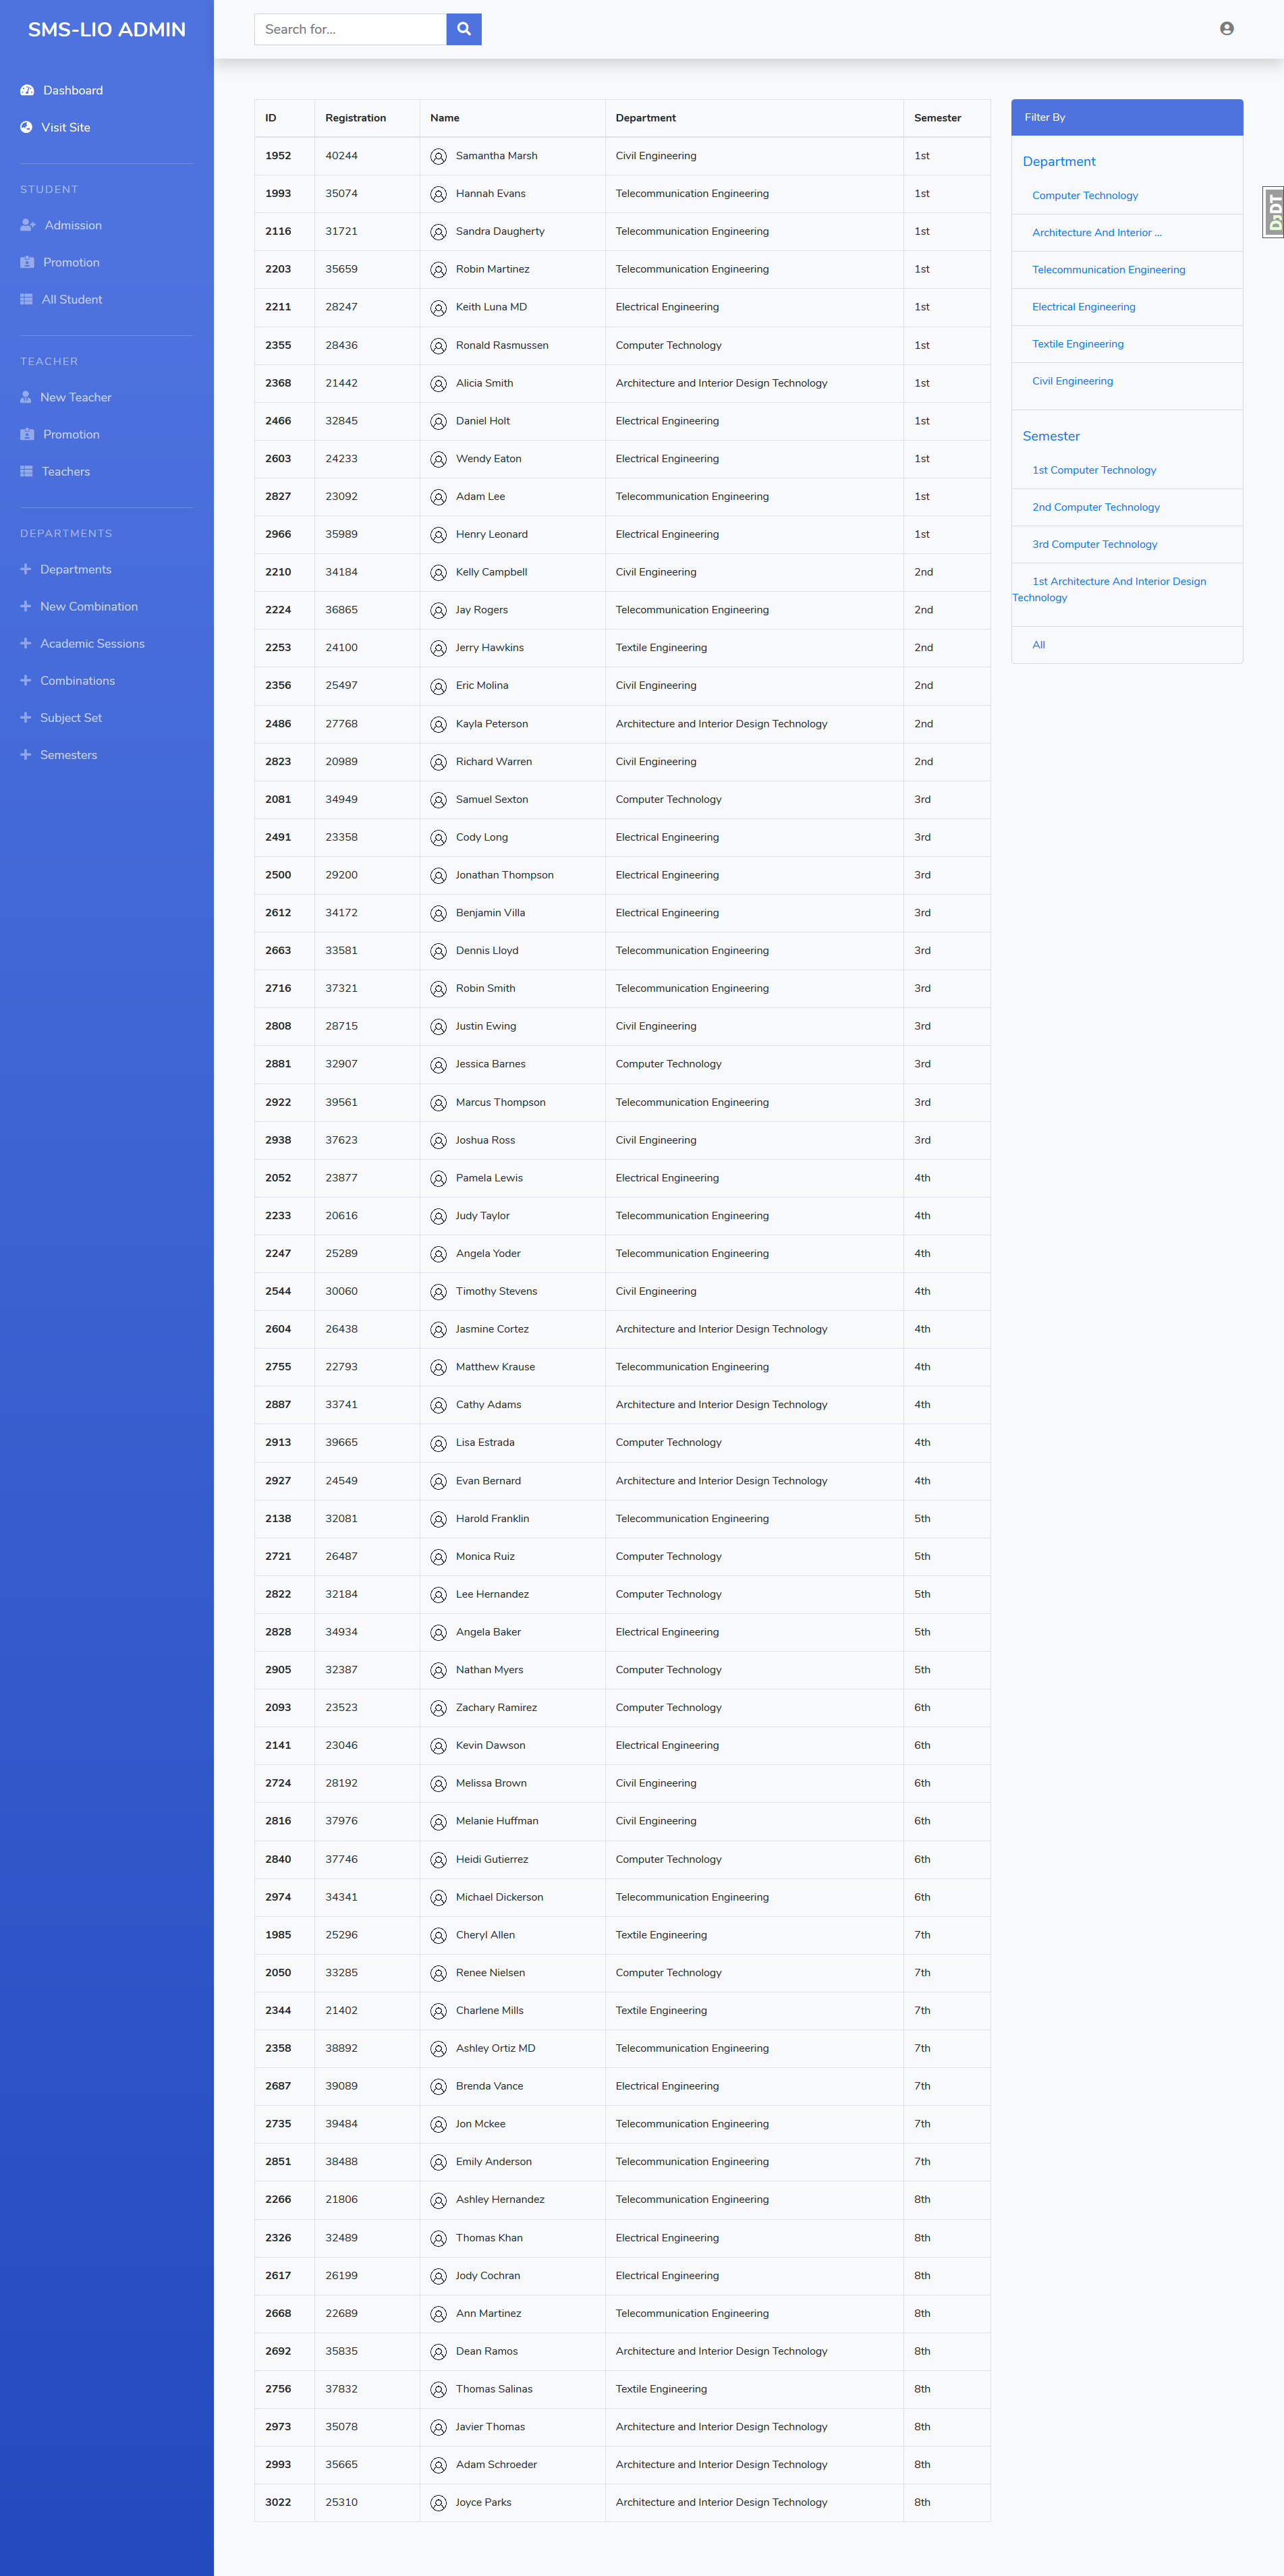 SMS-LIO ADMIN
Dashboard
Visit Site
STUDENT
Admission
Promotion
All Student
TEACHER
New Teacher
Promotion
Teachers
DEPARTMENTS
Departments
New Combination
Academic Sessions
Combinations
Subject Set
Semesters
Search for...
ID Registration Name Department Semester
1952 40244 Samantha Marsh Civil Engineering 1st
1993 35074 Hannah Evans Telecommunication Engineering 1st
2116 31721 Sandra Daugherty Telecommunication Engineering 1st
2203 35659 Robin Martinez Telecommunication Engineering 1st
2211 28247 Keith Luna MD Electrical Engineering 1st
2355 28436 Ronald Rasmussen Computer Technology 1st
2368 21442 Alicia Smith Architecture and Interior Design Technology 1st
2466 32845 Daniel Holt Electrical Engineering 1st
2603 24233 Wendy Eaton Electrical Engineering 1st
2827 23092 Adam Lee Telecommunication Engineering 1st
2966 35989 Henry Leonard Electrical Engineering 1st
2210 34184 Kelly Campbell Civil Engineering 2nd
2224 36865 Jay Rogers Telecommunication Engineering 2nd
2253 24100 Jerry Hawkins Textile Engineering 2nd
2356 25497 Eric Molina Civil Engineering 2nd
2486 27768 Kayla Peterson Architecture and Interior Design Technology 2nd
2823 20989 Richard Warren Civil Engineering 2nd
2081 34949 Samuel Sexton Computer Technology 3rd
2491 23358 Cody Long Electrical Engineering 3rd
2500 29200 Jonathan Thompson Electrical Engineering 3rd
2612 34172 Benjamin Villa Electrical Engineering 3rd
2663 33581 Dennis Lloyd Telecommunication Engineering 3rd
2716 37321 Robin Smith Telecommunication Engineering 3rd
2808 28715 Justin Ewing Civil Engineering 3rd
2881 32907 Jessica Barnes Computer Technology 3rd
2922 39561 Marcus Thompson Telecommunication Engineering 3rd
2938 37623 Joshua Ross Civil Engineering 3rd
2052 23877 Pamela Lewis Electrical Engineering 4th
2233 20616 Judy Taylor Telecommunication Engineering 4th
2247 25289 Angela Yoder Telecommunication Engineering 4th
2544 30060 Timothy Stevens Civil Engineering 4th
2604 26438 Jasmine Cortez Architecture and Interior Design Technology 4th
2755 22793 Matthew Krause Telecommunication Engineering 4th
2887 33741 Cathy Adams Architecture and Interior Design Technology 4th
2913 39665 Lisa Estrada Computer Technology 4th
2927 24549 Evan Bernard Architecture and Interior Design Technology 4th
2138 32081 Harold Franklin Telecommunication Engineering 5th
2721 26487 Monica Ruiz Computer Technology 5th
2822 32184 Lee Hernandez Computer Technology 5th
2828 34934 Angela Baker Electrical Engineering 5th
2905 32387 Nathan Myers Computer Technology 5th
2093 23523 Zachary Ramirez Computer Technology 6th
2141 23046 Kevin Dawson Electrical Engineering 6th
2724 28192 Melissa Brown Civil Engineering 6th
2816 37976 Melanie Huffman Civil Engineering 6th
2840 37746 Heidi Gutierrez Computer Technology 6th
2974 34341 Michael Dickerson Telecommunication Engineering 6th
1985 25296 Cheryl Allen Textile Engineering 7th
2050 33285 Renee Nielsen Computer Technology 7th
2344 21402 Charlene Mills Textile Engineering 7th
2358 38892 Ashley Ortiz MD Telecommunication Engineering 7th
2687 39089 Brenda Vance Electrical Engineering 7th
2735 39484 Jon Mckee Telecommunication Engineering 7th
2851 38488 Emily Anderson Telecommunication Engineering 7th
2266 21806 Ashley Hernandez Telecommunication Engineering 8th
2326 32489 Thomas Khan Electrical Engineering 8th
2617 26199 Jody Cochran Electrical Engineering 8th
2668 22689 Ann Martinez Telecommunication Engineering 8th
2692 35835 Dean Ramos Architecture and Interior Design Technology 8th
2756 37832 Thomas Salinas Textile Engineering 8th
2973 35078 Javier Thomas Architecture and Interior Design Technology 8th
2993 35665 Adam Schroeder Architecture and Interior Design Technology 8th
3022 25310 Joyce Parks Architecture and Interior Design Technology 8th
Filter By
Department
Computer Technology
Architecture And Interior ...
Telecommunication Engineering
Electrical Engineering
Textile Engineering
Civil Engineering
Semester
1st Computer Technology
2nd Computer Technology
3rd Computer Technology
1st Architecture And Interior Design
Technology
All
DjDT